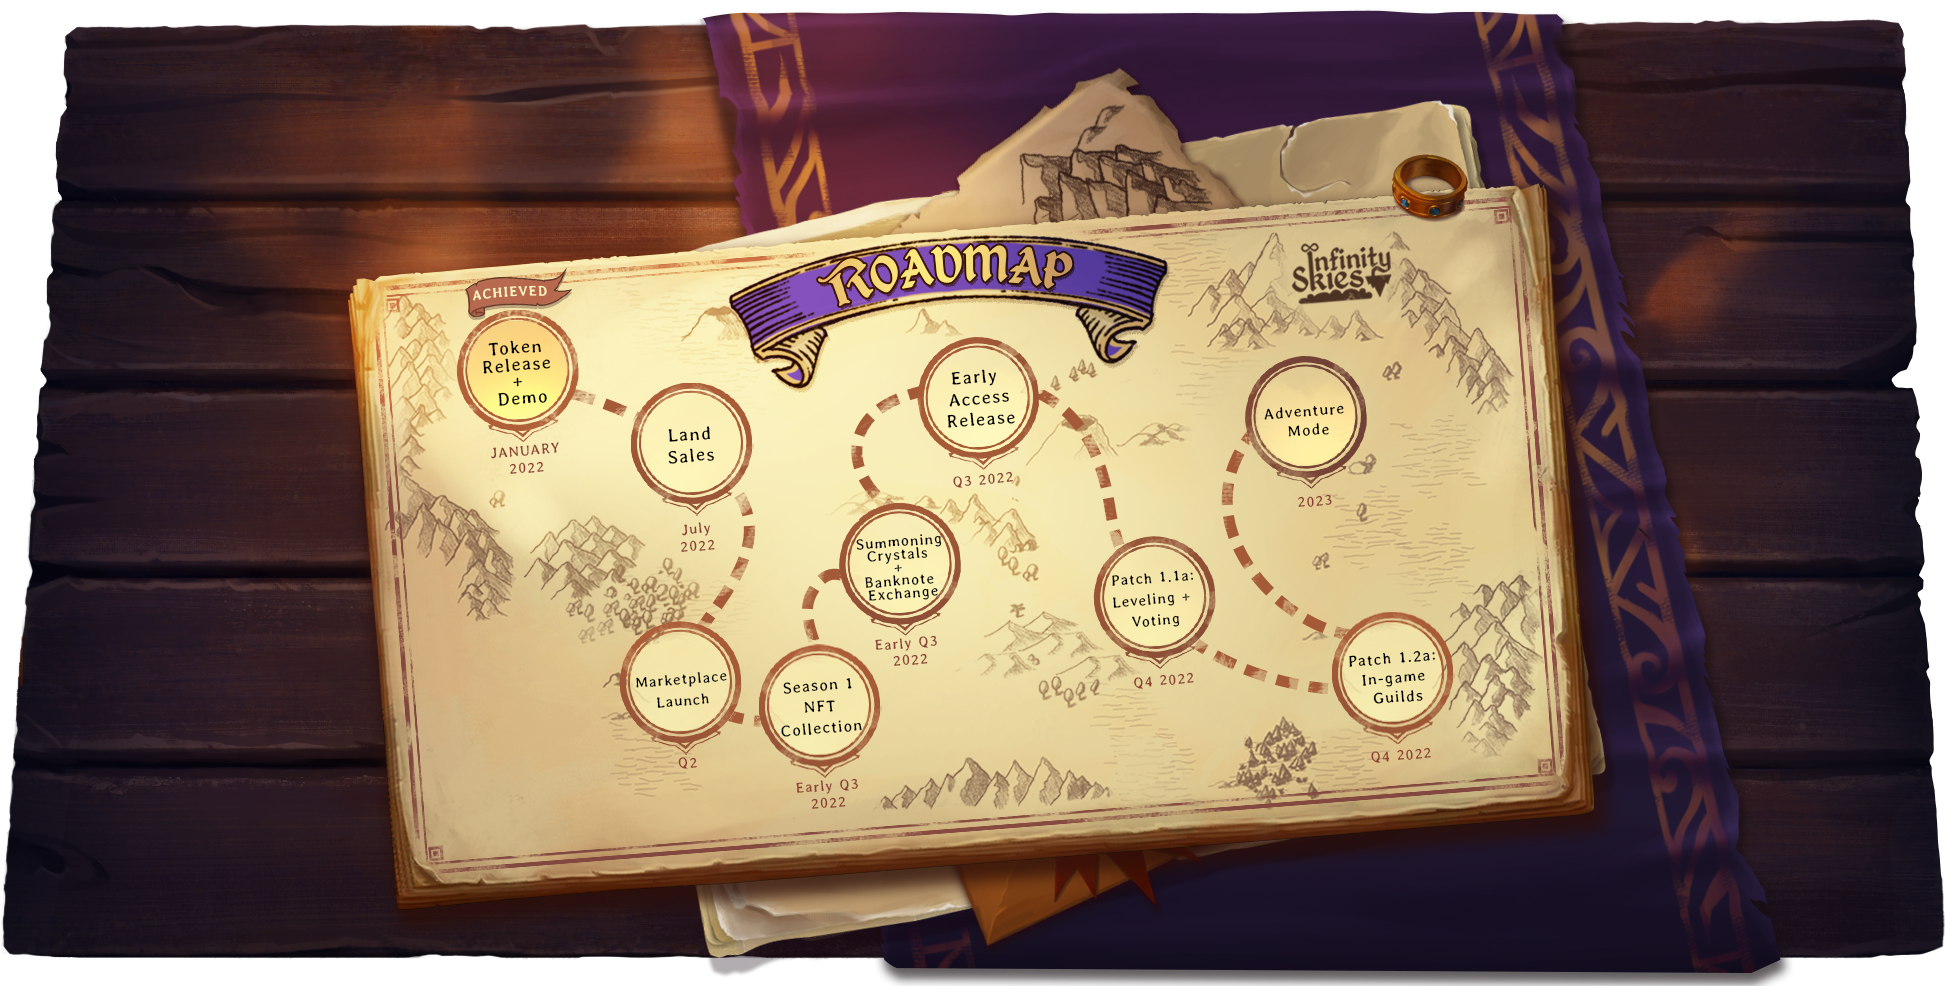 ROADMAP
Infinity
Skies
ACHIEVED
Token
Release
+
Demo
JANUARY
2022
Land
Sales
July
2022
Marketplace
Launch
Q2
Season 1
NFT
Collection
Early Q3
2022
Summoning
Crystals
+
Banknote
Exchange
Early Q3
2022
Early
Access
Release
Q3 2022
Patch 1.1a:
Leveling +
Voting
Q4 2022
Patch 1.2a:
In-game
Guilds
Q4 2022
Adventure
Mode
2023